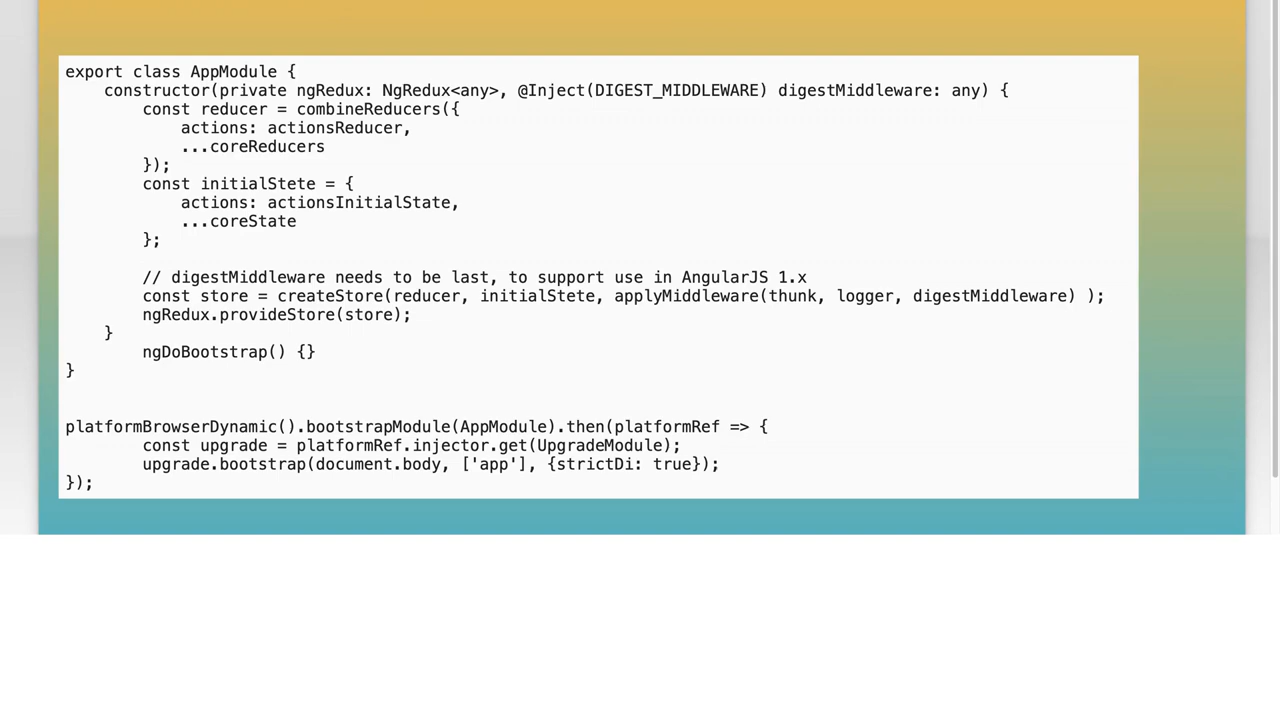 export class AppModule {
    constructor(private ngRedux: NgRedux<any>, @Inject(DIGEST_MIDDLEWARE) digestMiddleware: any) {
        const reducer = combineReducers({
            actions: actionsReducer,
            ...coreReducers
        });
        const initialStete = {
            actions: actionsInitialState,
            ...coreState
        };
        // digestMiddleware needs to be last, to support use in AngularJS 1.x
        const store = createStore(reducer, initialStete, applyMiddleware(thunk, logger, digestMiddleware) );
        ngRedux.provideStore(store);
    }
        ngDoBootstrap() {}
}
platformBrowserDynamic().bootstrapModule(AppModule).then(platformRef => {
        const upgrade = platformRef.injector.get(UpgradeModule);
        upgrade.bootstrap(document.body, ['app'], {strictDi: true});
});